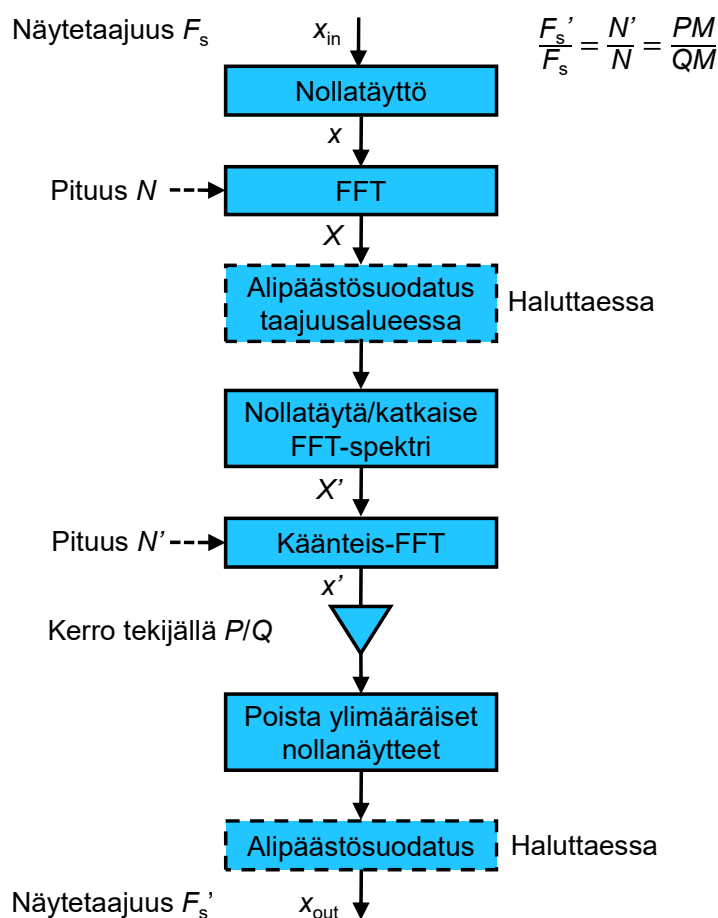 Näytetaajuus Fs
xin
Fs’/Fs = N’/N = PM/QM
Nollatäyttö
x
Pituus N
FFT
X
Alipäästösuodatus
taajuusalueessa
Haluttaessa
Nollatäytä/katkaise
FFT-spektri
X’
Pituus N’
Käänteis-FFT
x’
Kerro tekijällä P/Q
Poista ylimääräiset
nollanäytteet
Alipäästösuodatus
Haluttaessa
Näytetaajuus Fs’
xout